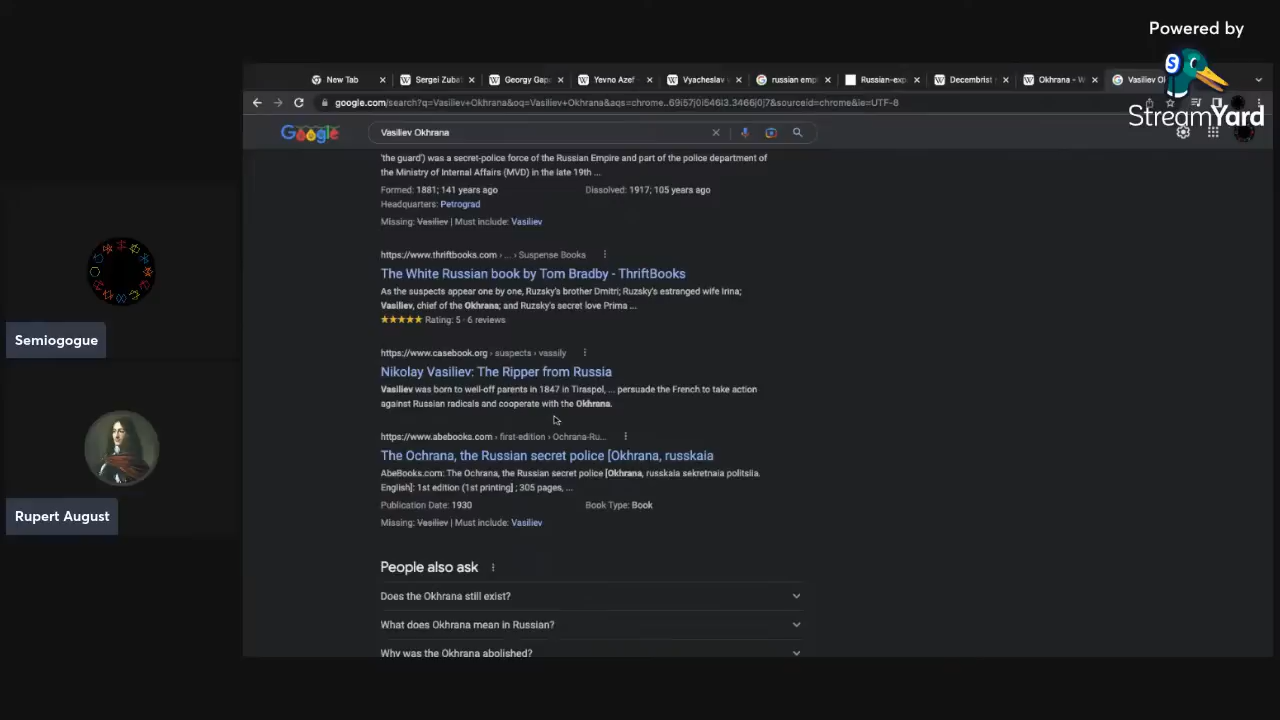 Powered by
StreamYard
New Tab
Sergei Zubat
Georgy Gap
Yevno Azef
Vyacheslav
russian emp
Russian-exp
Decembrist
Okhrana - W
Vasiliev Ok
google.com/search?q=Vasiliev+Okhrana&oq=Vasiliev+Okhrana&aqs=chrome..69i57j0i546l3.3466j0j7&sourceid=chrome&ie=UTF-8
Google
Vasiliev Okhrana
'the guard') was a secret-police force of the Russian Empire and part of the police department of
the Ministry of Internal Affairs (MVD) in the late 19th ...
Formed: 1881; 141 years ago
Dissolved: 1917; 105 years ago
Headquarters: Petrograd
Missing: Vasiliev | Must include: Vasiliev
https://www.thriftbooks.com › ... › Suspense Books
The White Russian book by Tom Bradby - ThriftBooks
As the suspects appear one by one, Ruzsky's brother Dmitri; Ruzsky's estranged wife Irina;
Vasiliev, chief of the Okhrana; and Ruzsky's secret love Prima ...
Rating: 5 · 6 reviews
https://www.casebook.org › suspects › vassily
Nikolay Vasiliev: The Ripper from Russia
Vasiliev was born to well-off parents in 1847 in Tiraspol, ... persuade the French to take action
against Russian radicals and cooperate with the Okhrana.
https://www.abebooks.com › first-edition › Ochrana-Ru...
The Ochrana, the Russian secret police [Okhrana, russkaia
AbeBooks.com: The Ochrana, the Russian secret police [Okhrana, russkaia sekretnaia politsiia.
English]: 1st edition (1st printing] ; 305 pages, ...
Publication Date: 1930
Book Type: Book
Missing: Vasiliev | Must include: Vasiliev
People also ask
Does the Okhrana still exist?
What does Okhrana mean in Russian?
Why was the Okhrana abolished?
Semiogogue
Rupert August